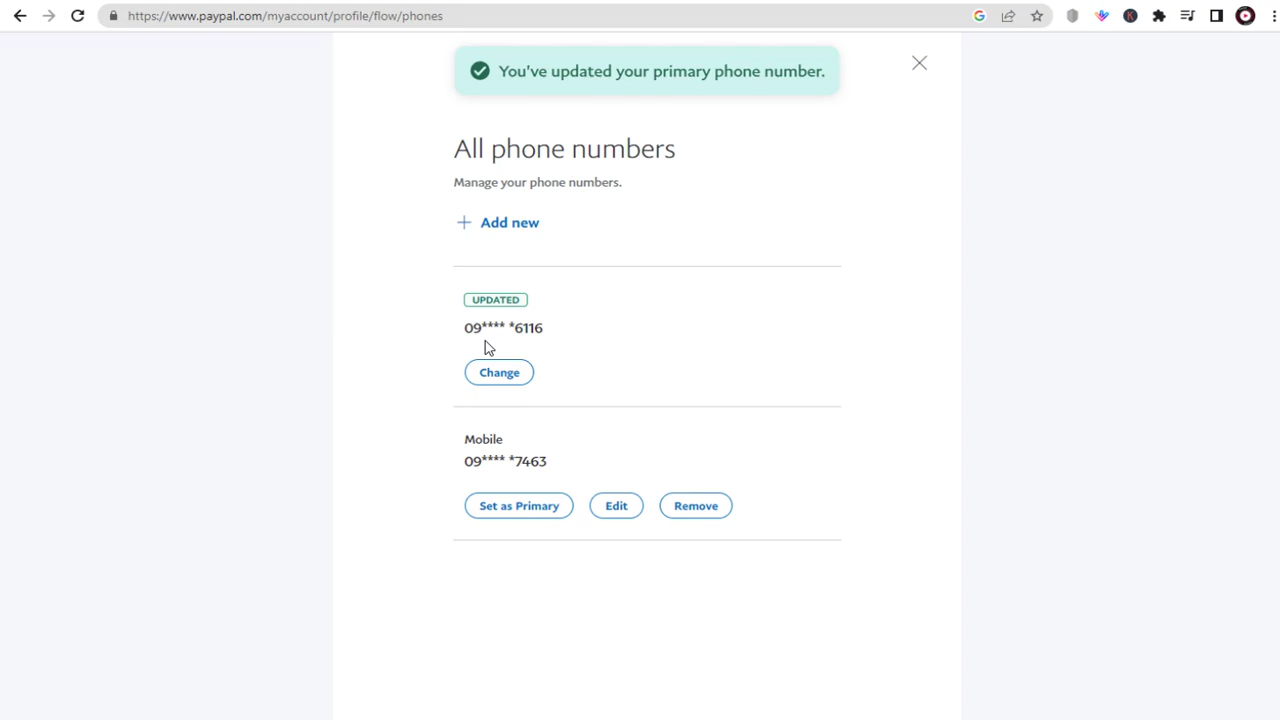 https://www.paypal.com/myaccount/profile/flow/phones
You've updated your primary phone number.
All phone numbers
Manage your phone numbers.
+ Add new
UPDATED
09**** *6116
Change
Mobile
09**** *7463
Set as Primary Edit Remove